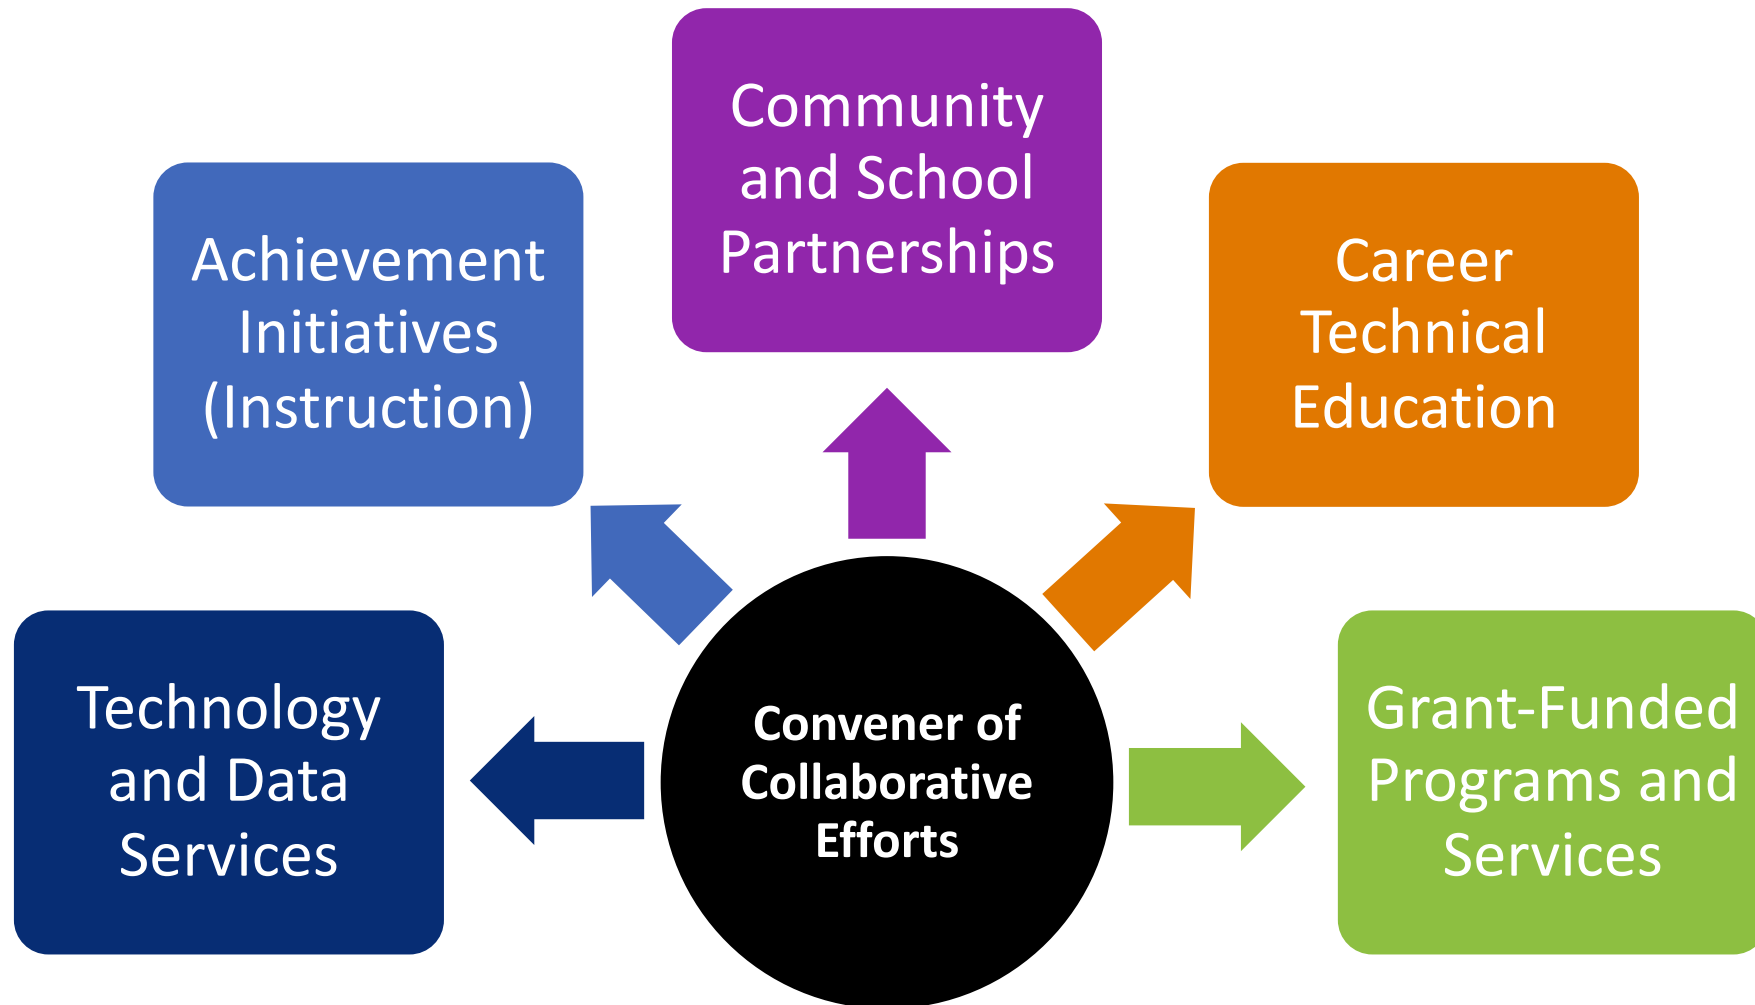 Community
and School
Partnerships
Achievement
Initiatives
(Instruction)
Career
Technical
Education
Technology
and Data
Services
Convener of
Collaborative
Efforts
Grant-Funded
Programs and
Services